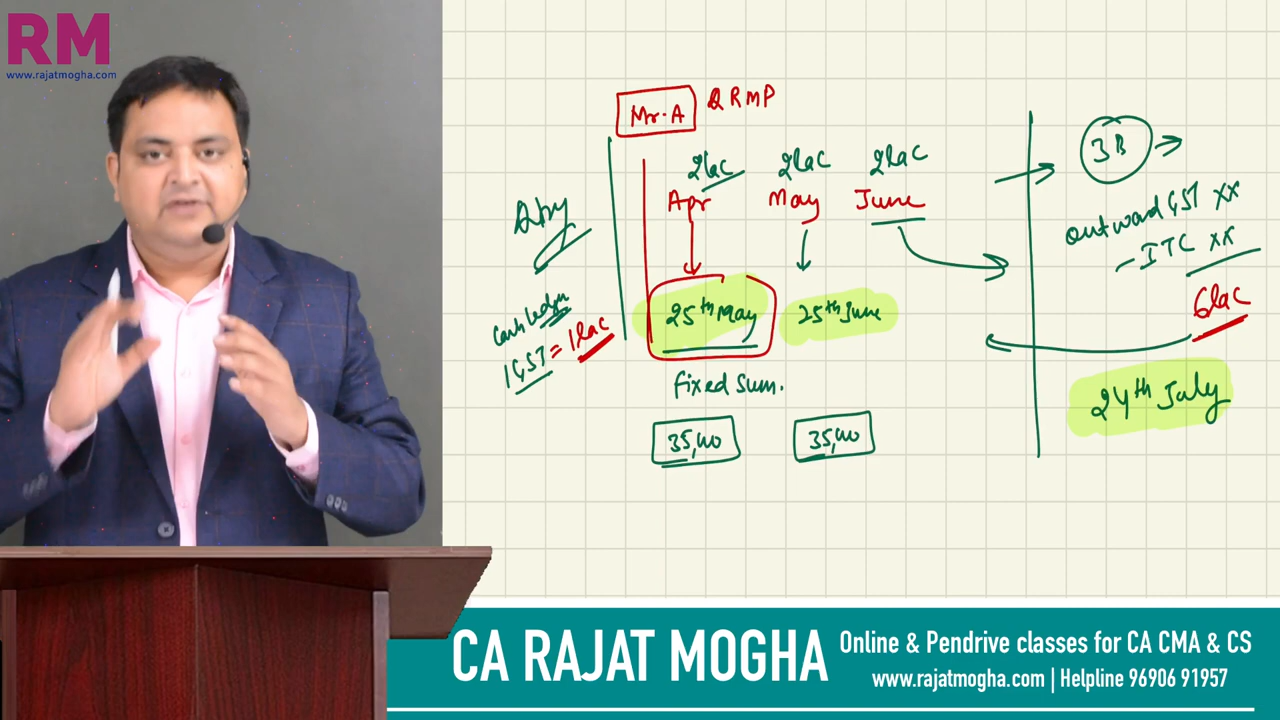 RM
www.rajatmogha.com
Mr. A QRMP
2lac 2lac 2lac
Apr May June
25th May 25th June
Fixed Sum.
35,000 35,000
Cash Ledger
IGST = 1 lac
3B
Outward GST XX
- ITC XX
6lac
24th July
CA RAJAT MOGHA
Online & Pendrive classes for CA CMA & CS
www.rajatmogha.com | Helpline 96906 91957